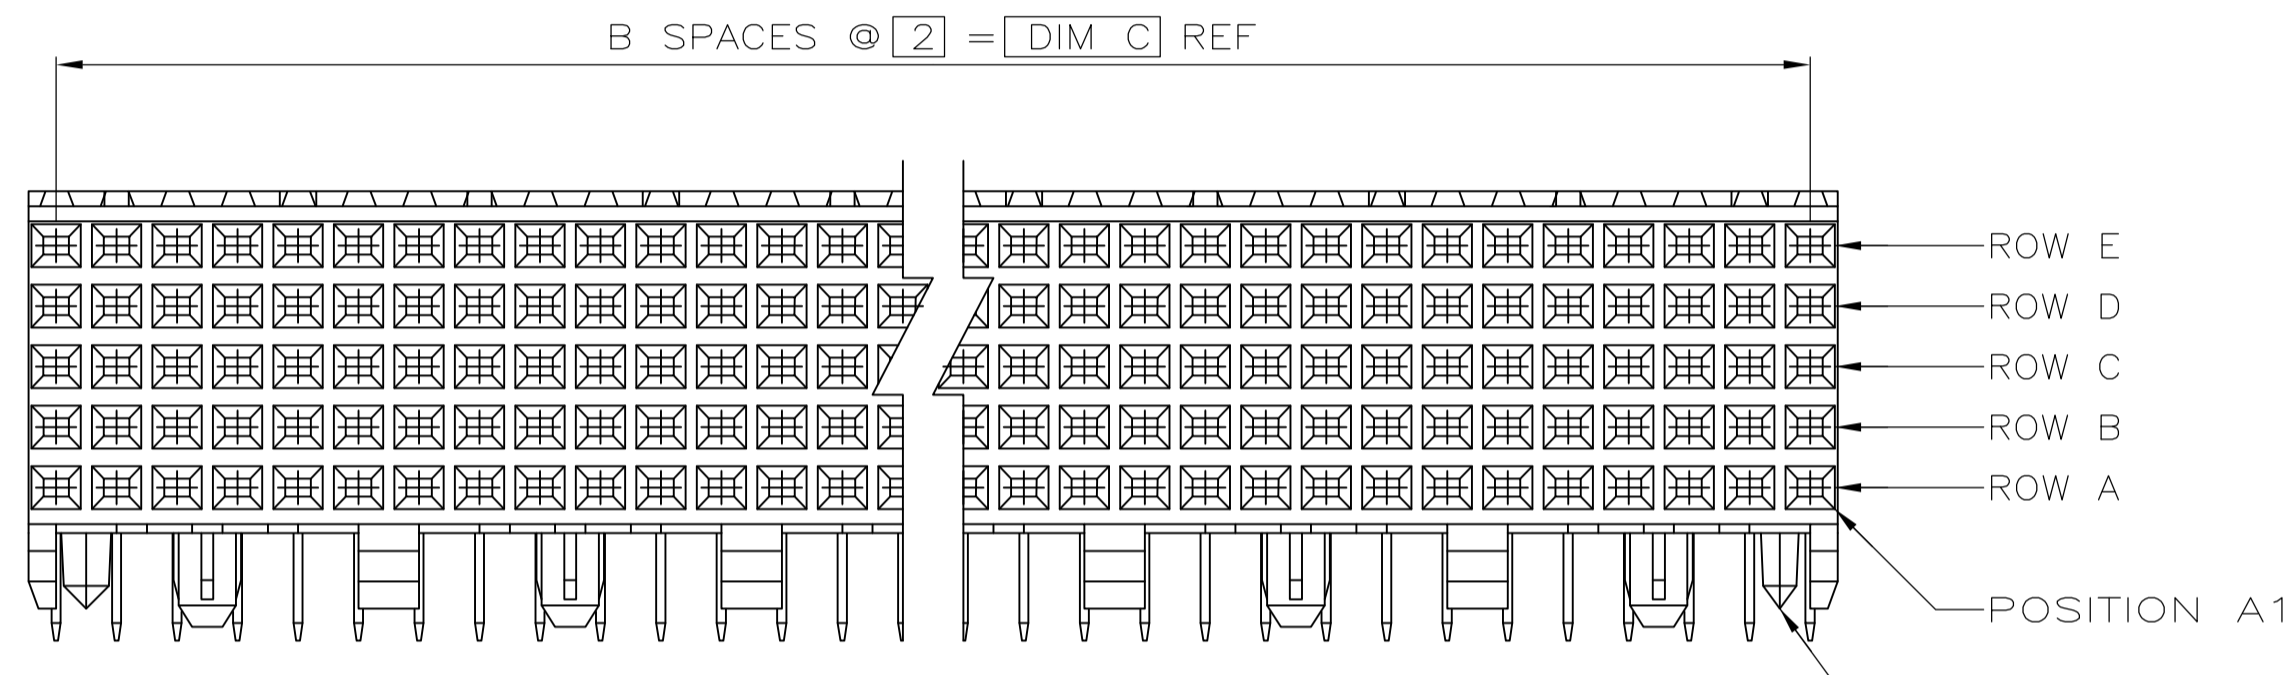 B SPACES @ 2 = DIM C REF
ROW E
ROW D
ROW C
ROW B
ROW A
POSITION A1